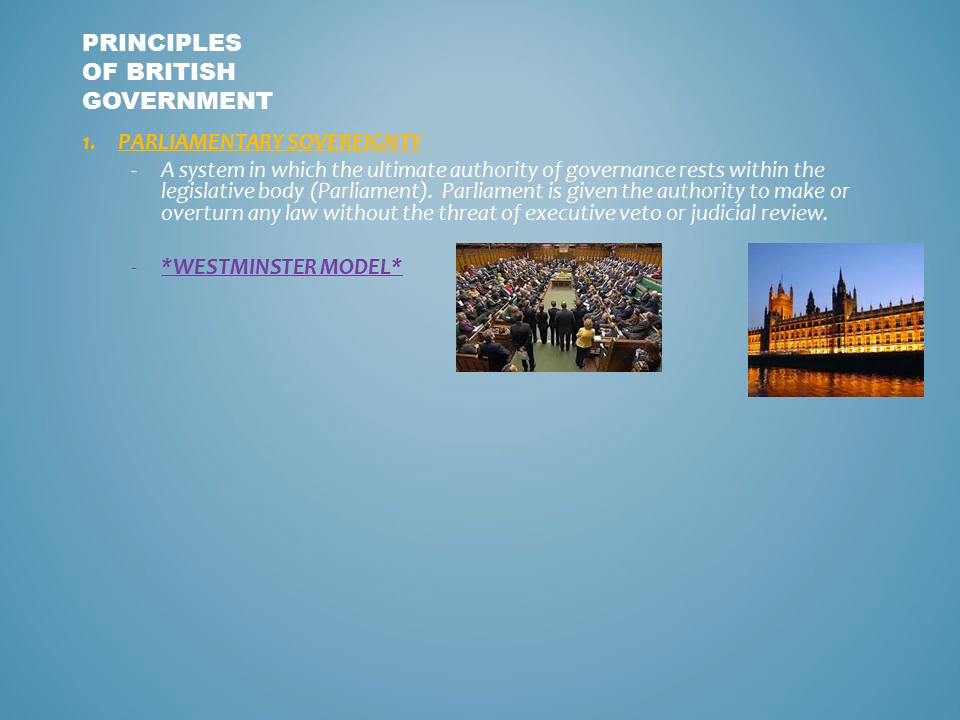 PRINCIPLES
OF BRITISH
GOVERNMENT
1. PARLIAMENTARY SOVEREIGNTY
- A system in which the ultimate authority of governance rests within the
legislative body (Parliament). Parliament is given the authority to make or
overturn any law without the threat of executive veto or judicial review.
- *WESTMINSTER MODEL*